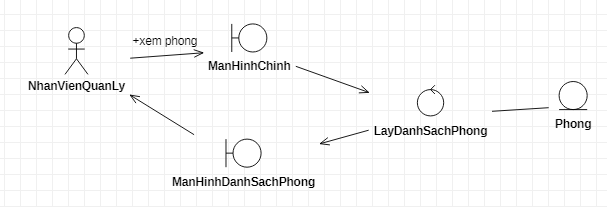 +xem phong
ManHinhChinh
NhanVienQuanLy
LayDanhSachPhong
Phong
ManHinhDanhSachPhong